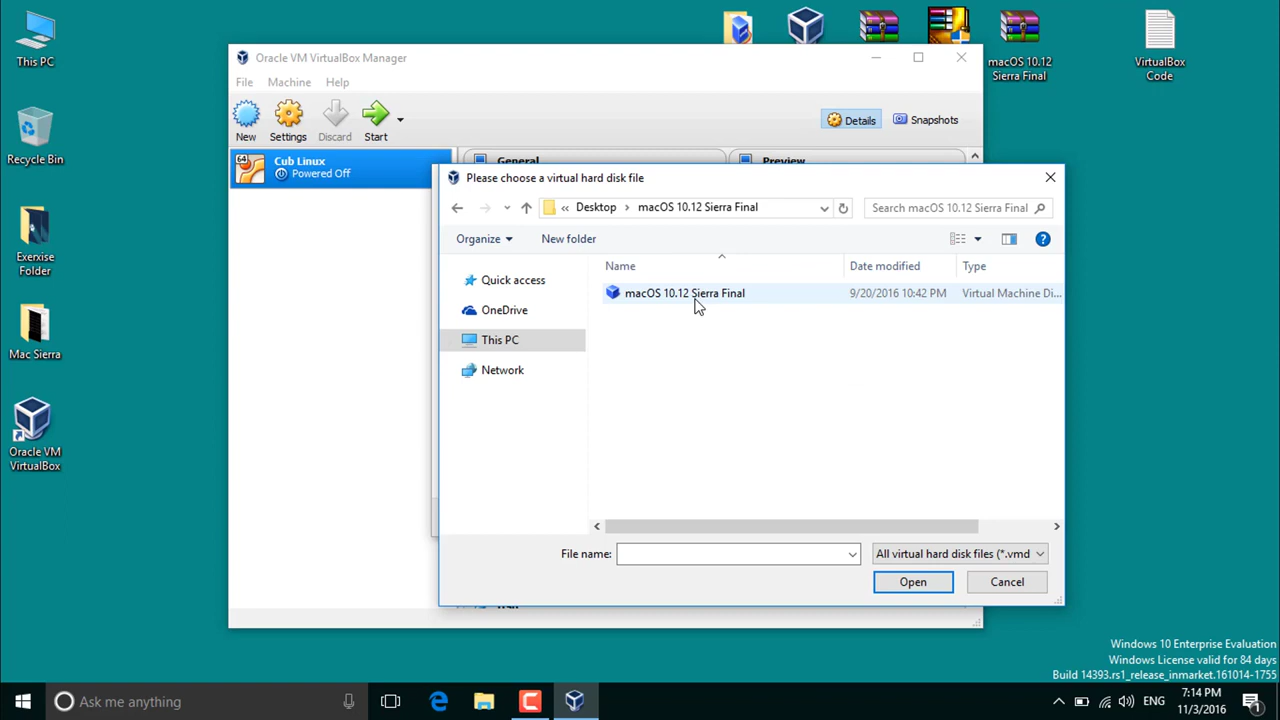 This PC
Recycle Bin
Exerxise
Folder
Mac Sierra
Oracle VM
VirtualBox
macOS 10.12
Sierra Final
VirtualBox
Code
Oracle VM VirtualBox Manager
File Machine Help
New Settings Discard Start
Details Snapshots
64
Cub Linux
Powered Off
General
Preview
Please choose a virtual hard disk file
« Desktop › macOS 10.12 Sierra Final
Search macOS 10.12 Sierra Final
Organize New folder
Name Date modified Type
Quick access
OneDrive
This PC
Network
macOS 10.12 Sierra Final 9/20/2016 10:42 PM Virtual Machine Di...
File name:
All virtual hard disk files (*.vmd
Open Cancel
Windows 10 Enterprise Evaluation
Windows License valid for 84 days
Build 14393.rs1_release_inmarket.161014-1755
Ask me anything
ENG
7:14 PM
11/3/2016
1